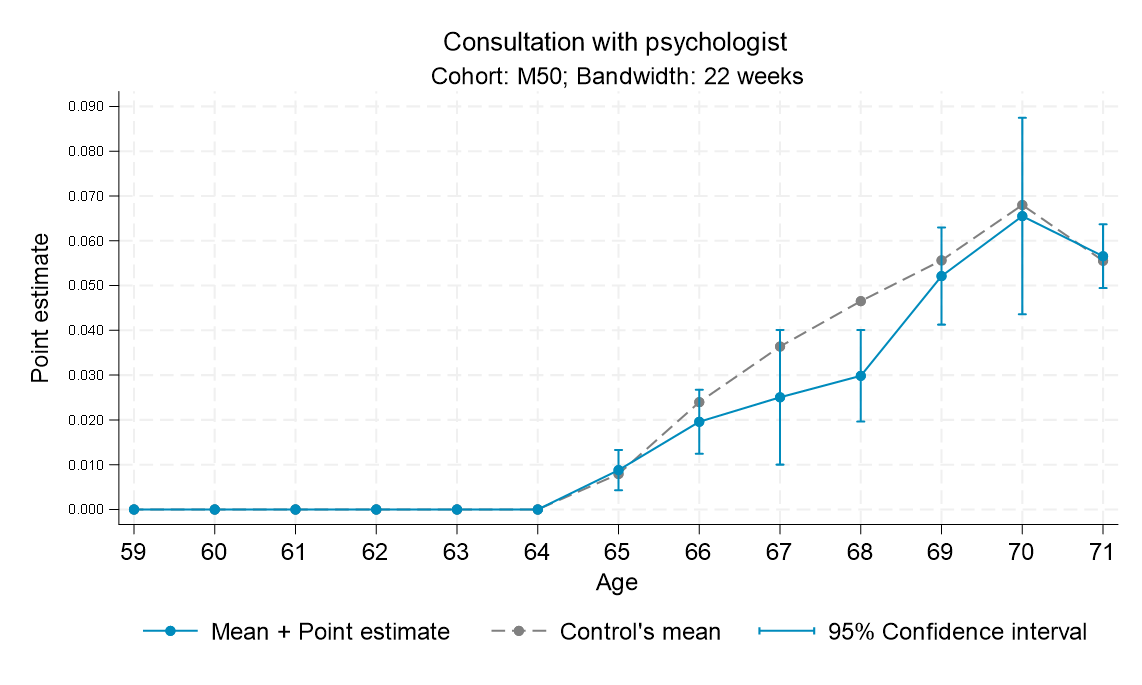 Consultation with psychologist
Cohort: M50; Bandwidth: 22 weeks
Point estimate
0.090
0.080
0.070
0.060
0.050
0.040
0.030
0.020
0.010
0.000
59 60 61 62 63 64 65 66 67 68 69 70 71
Age
Mean + Point estimate Control's mean 95% Confidence interval